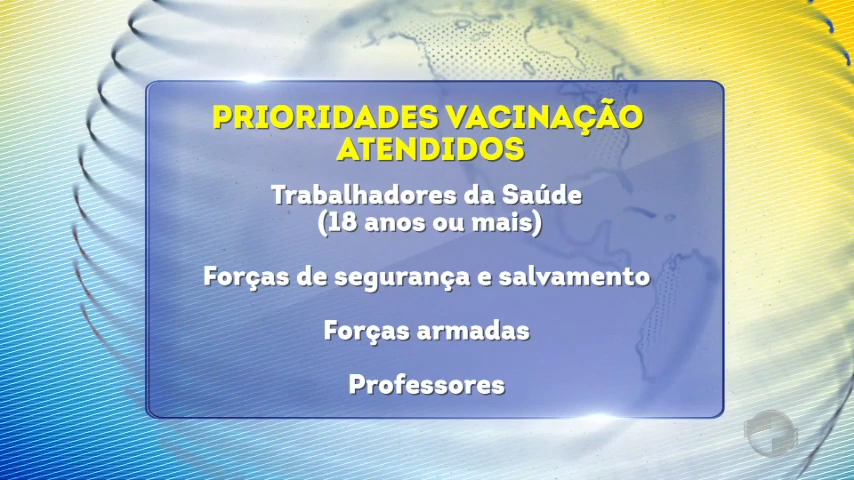 PRIORIDADES VACINAÇÃO
ATENDIDOS
Trabalhadores da Saúde
(18 anos ou mais)
Forças de segurança e salvamento
Forças armadas
Professores